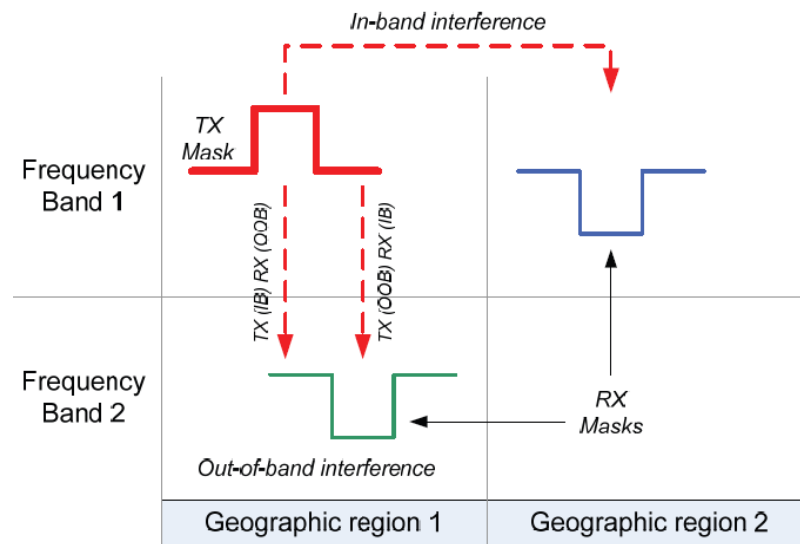 In-band interference
TX
Mask
Frequency
Band 1
TX (IB) RX (OOB)
TX (OOB) RX (IB)
Frequency
Band 2
RX
Masks
Out-of-band interference
Geographic region 1
Geographic region 2